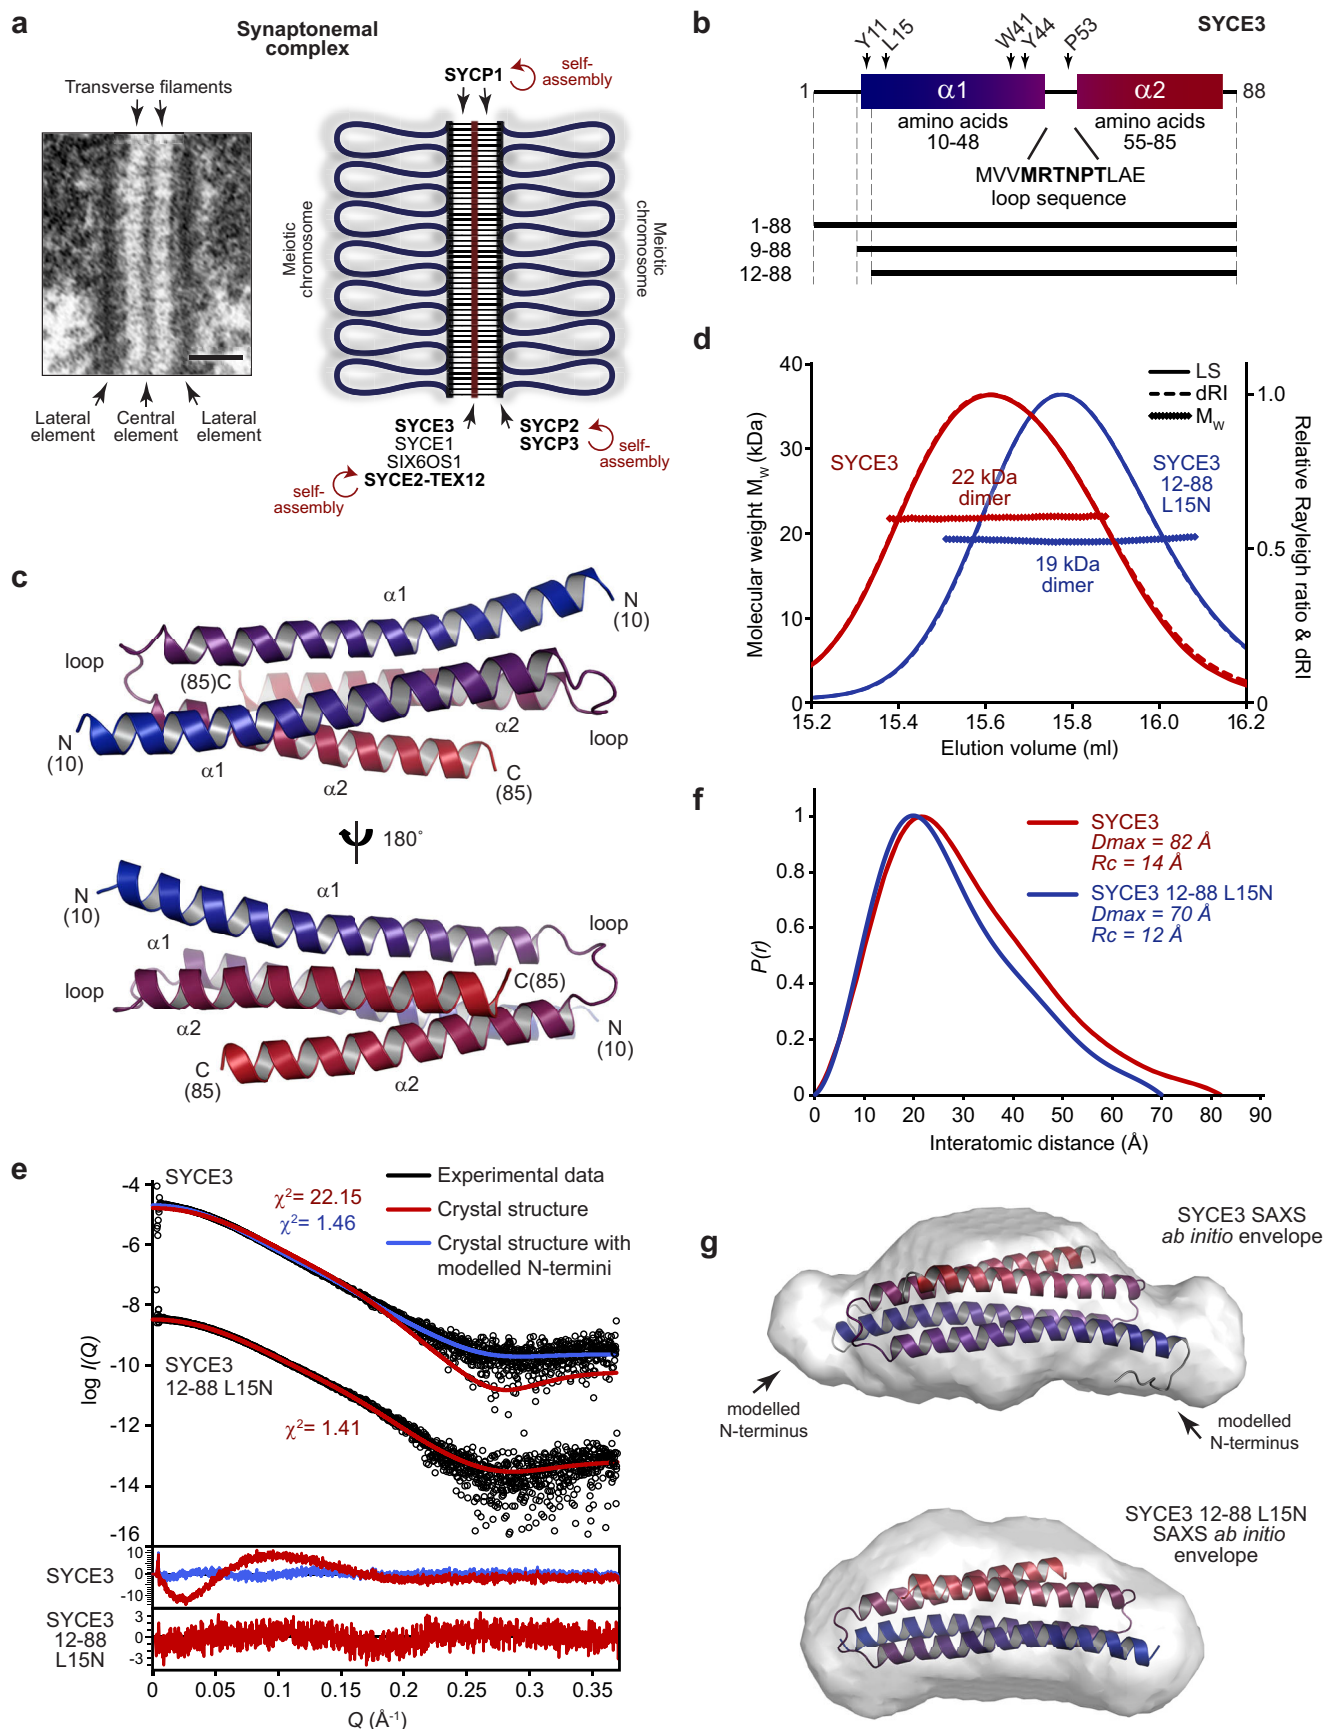 a
Synaptonemal
complex
Transverse filaments
SYCP1
self-
assembly
Meiotic
chromosome
Meiotic
chromosome
Lateral
element
Central
element
Lateral
element
SYCE3
SYCE1
SIX6OS1
SYCE2-TEX12
self-
assembly
SYCP2
SYCP3
self-
assembly
b
SYCE3
Y11
L15
W41
Y44
P53
1
α1
α2
88
amino acids
10-48
amino acids
55-85
MVVMRTNPTLAE
loop sequence
1-88
9-88
12-88
c
α1
N
(10)
loop
(85)C
α2
loop
N
(10)
α1
α2
C
(85)
180°
N
(10)
α1
loop
α1
C(85)
loop
α2
N
(10)
C
(85)
α2
d
40
30
20
10
0
Molecular weight MW (kDa)
LS
dRI
MW
1.0
0.5
0
Relative Rayleigh ratio & dRI
SYCE3
22 kDa
dimer
SYCE3
12-88
L15N
19 kDa
dimer
15.2 15.4 15.6 15.8 16.0 16.2
Elution volume (ml)
e
SYCE3
χ²= 22.15
χ²= 1.46
Experimental data
Crystal structure
Crystal structure with
modelled N-termini
-4
-6
-8
-10
-12
-14
-16
log I(Q)
SYCE3
12-88 L15N
χ²= 1.41
SYCE3
10
0
-10
SYCE3
12-88
L15N
3
0
-3
0 0.05 0.1 0.15 0.2 0.25 0.3 0.35
Q (Å⁻¹)
f
1
0.8
0.6
0.4
0.2
0
P(r)
SYCE3
Dmax = 82 Å
Rc = 14 Å
SYCE3 12-88 L15N
Dmax = 70 Å
Rc = 12 Å
0 10 20 30 40 50 60 70 80 90
Interatomic distance (Å)
g
SYCE3 SAXS
ab initio envelope
modelled
N-terminus
modelled
N-terminus
SYCE3 12-88 L15N
SAXS ab initio
envelope